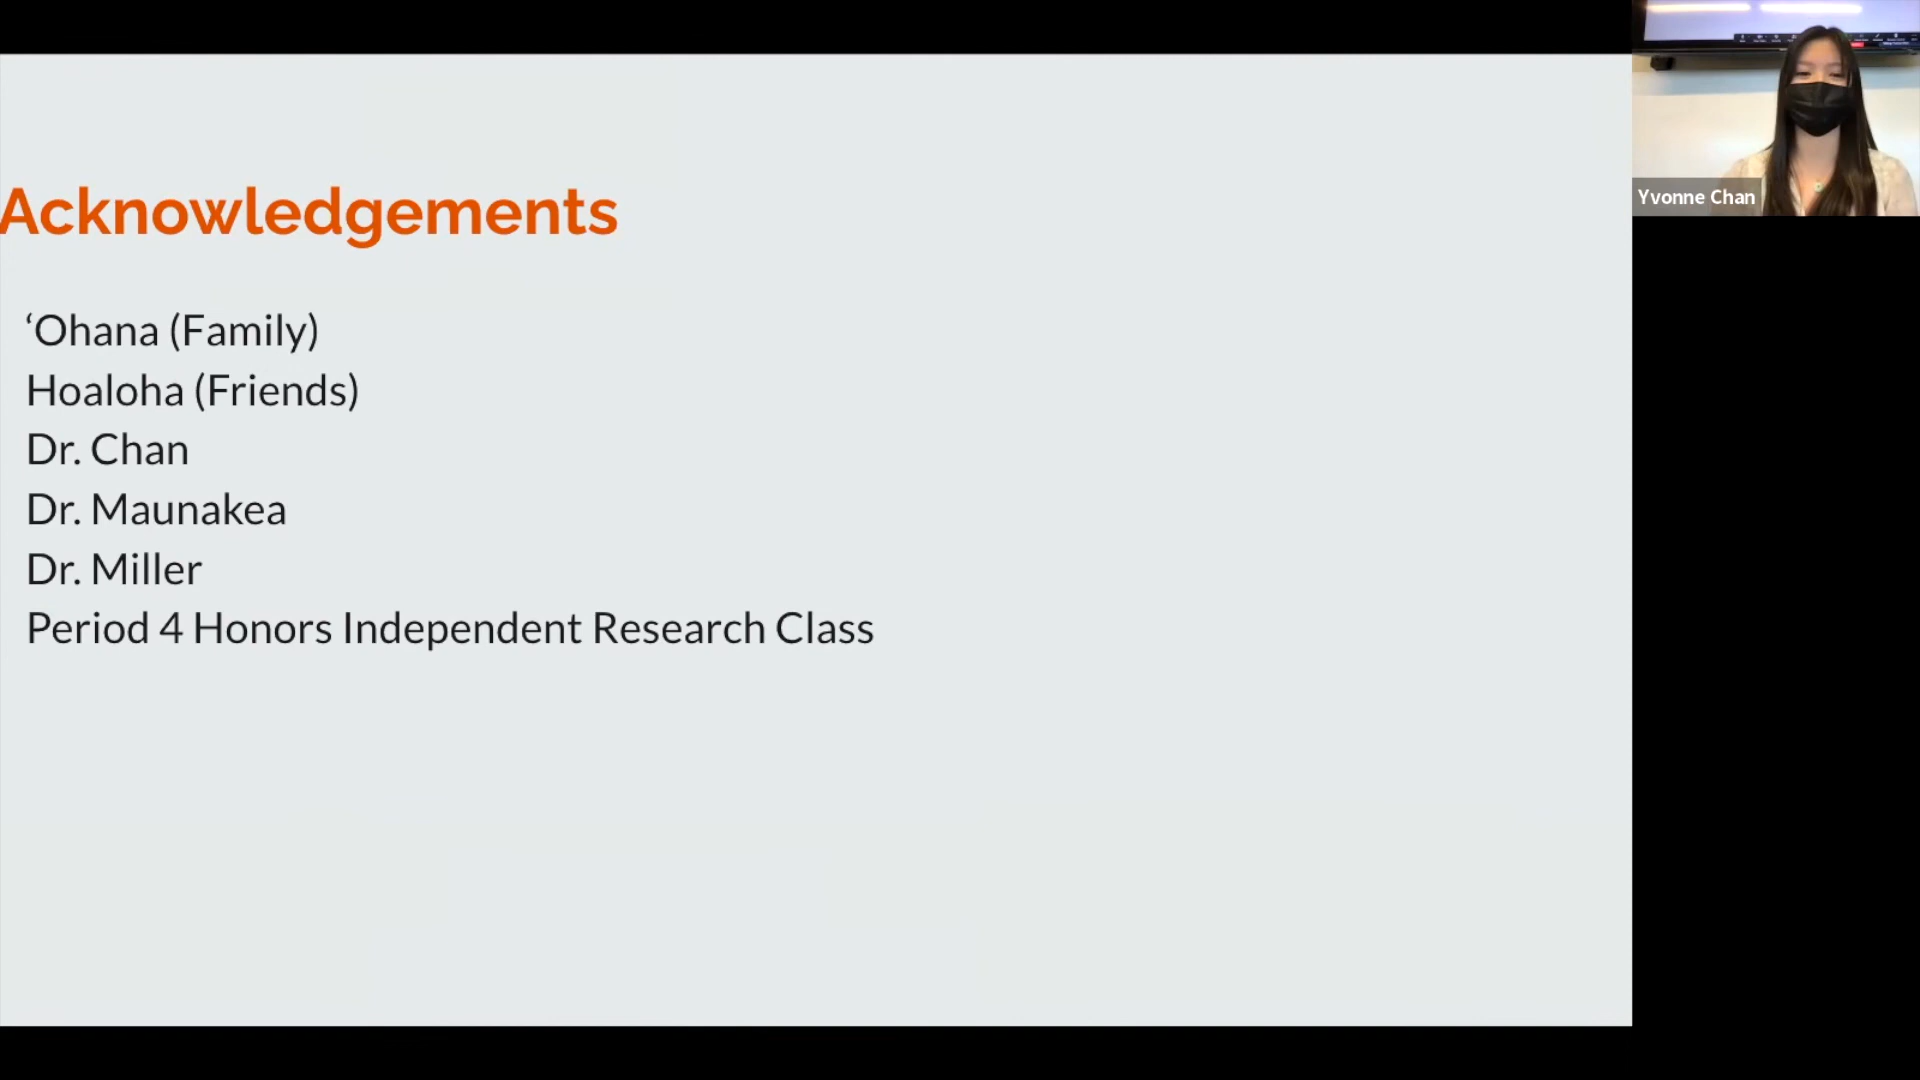 Acknowledgements
‘Ohana (Family)
Hoaloha (Friends)
Dr. Chan
Dr. Maunakea
Dr. Miller
Period 4 Honors Independent Research Class
Yvonne Chan